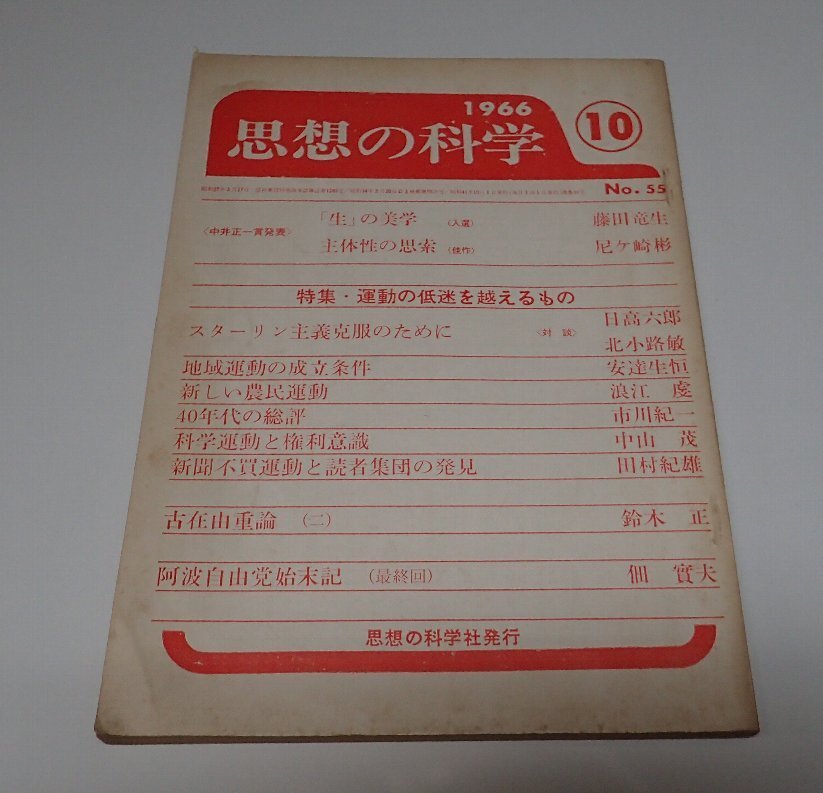 1966
思想の科学
10
No. 55
〈中井正一賞発表〉
「生」の美学 (入選) 藤田竜生
主体性の思索 (佳作) 尼ケ崎彬
特集・運動の低迷を越えるもの
スターリン主義克服のために 〈対談〉 日高六郎
北小路敏
地域運動の成立条件 安達生恒
新しい農民運動 浪江虔
40年代の総評 市川紀一
科学運動と権利意識 中山茂
新聞不買運動と読者集団の発見 田村紀雄
古在由重論 (二) 鈴木正
阿波自由党始末記 (最終回) 佃實夫
思想の科学社発行